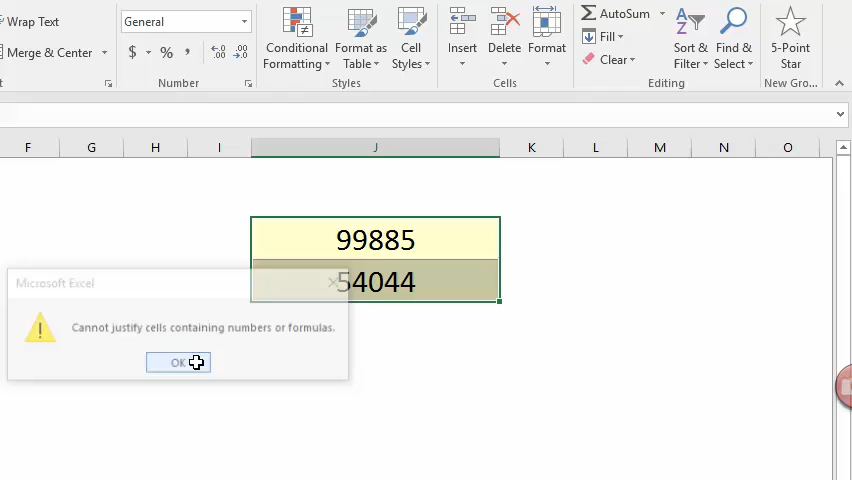 Wrap Text
General
AutoSum
Merge & Center
$ % ,
.00 .0
Conditional Formatting
Format as Table
Cell Styles
Insert
Delete
Format
Fill
Clear
Sort & Filter
Find & Select
5-Point Star
Number
Styles
Cells
Editing
New Gro...
F G H I J K L M N O
99885
54044
Microsoft Excel
Cannot justify cells containing numbers or formulas.
OK